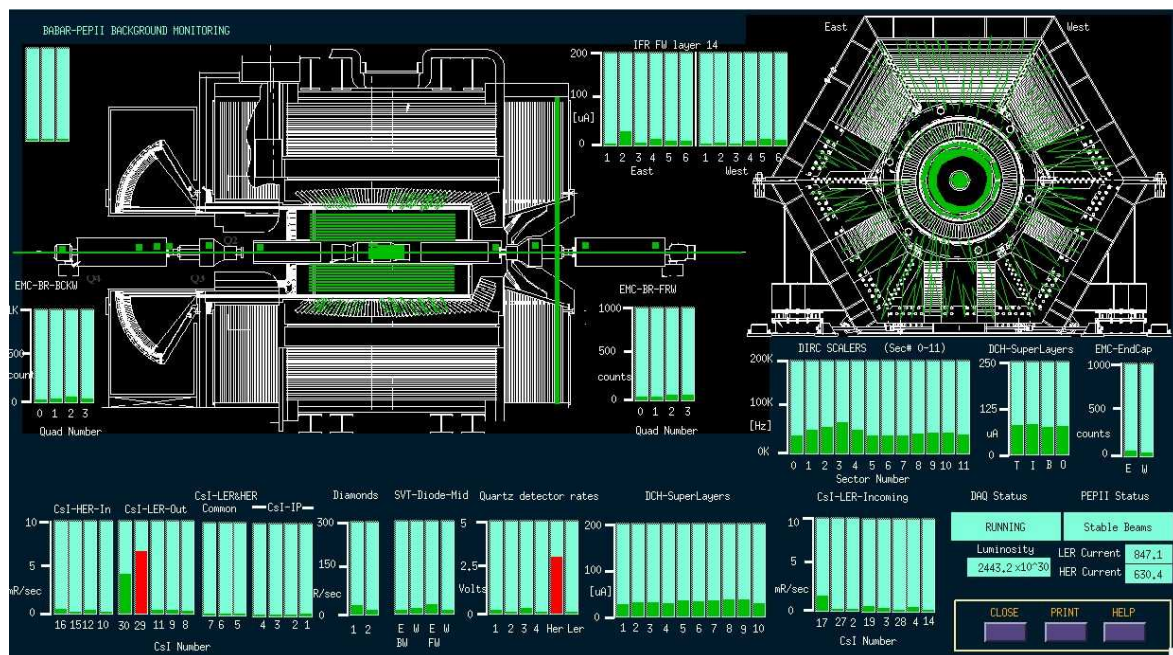 BABAR-PEPII BACKGROUND MONITORING
IFR FW layer 14
200
100
[uA]
0
1 2 3 4 5 6 1 2 3 4 5 6
East West
East West
Q2
Q4 Q3
EMC-BR-BCKW
1K
500
count
0
0 1 2 3
Quad Number
EMC-BR-FRW
1000
500
counts
0
0 1 2 3
Quad Number
DIRC SCALERS (Sec# 0-11)
200K
100K
[Hz]
0K
0 1 2 3 4 5 6 7 8 9 10 11
Sector Number
DCH-SuperLayers
250
125
uA
0
T I B O
EMC-EndCap
1000
500
counts
0
E W
CsI-HER-In CsI-LER-Out
10
5
mR/sec
0
16 15 12 10 30 29 11 9 8
CsI-LER&HER
Common CsI-IP
7 6 5 4 3 2 1
CsI Number
Diamonds
300
150
R/sec
0
1 2
SVT-Diode-Mid
E W E W
BW FW
Quartz detector rates
5
2.5
Volts
0
1 2 3 4 Her Ler
DCH-SuperLayers
200
100
[uA]
0
1 2 3 4 5 6 7 8 9 10
CsI-LER-Incoming
10
5
mR/sec
0
17 27 2 19 3 28 4 14
CsI Number
DAQ Status PEPII Status
RUNNING Stable Beams
Luminosity
2443.2 x10^30
LER Current 847.1
HER Current 630.4
CLOSE PRINT HELP